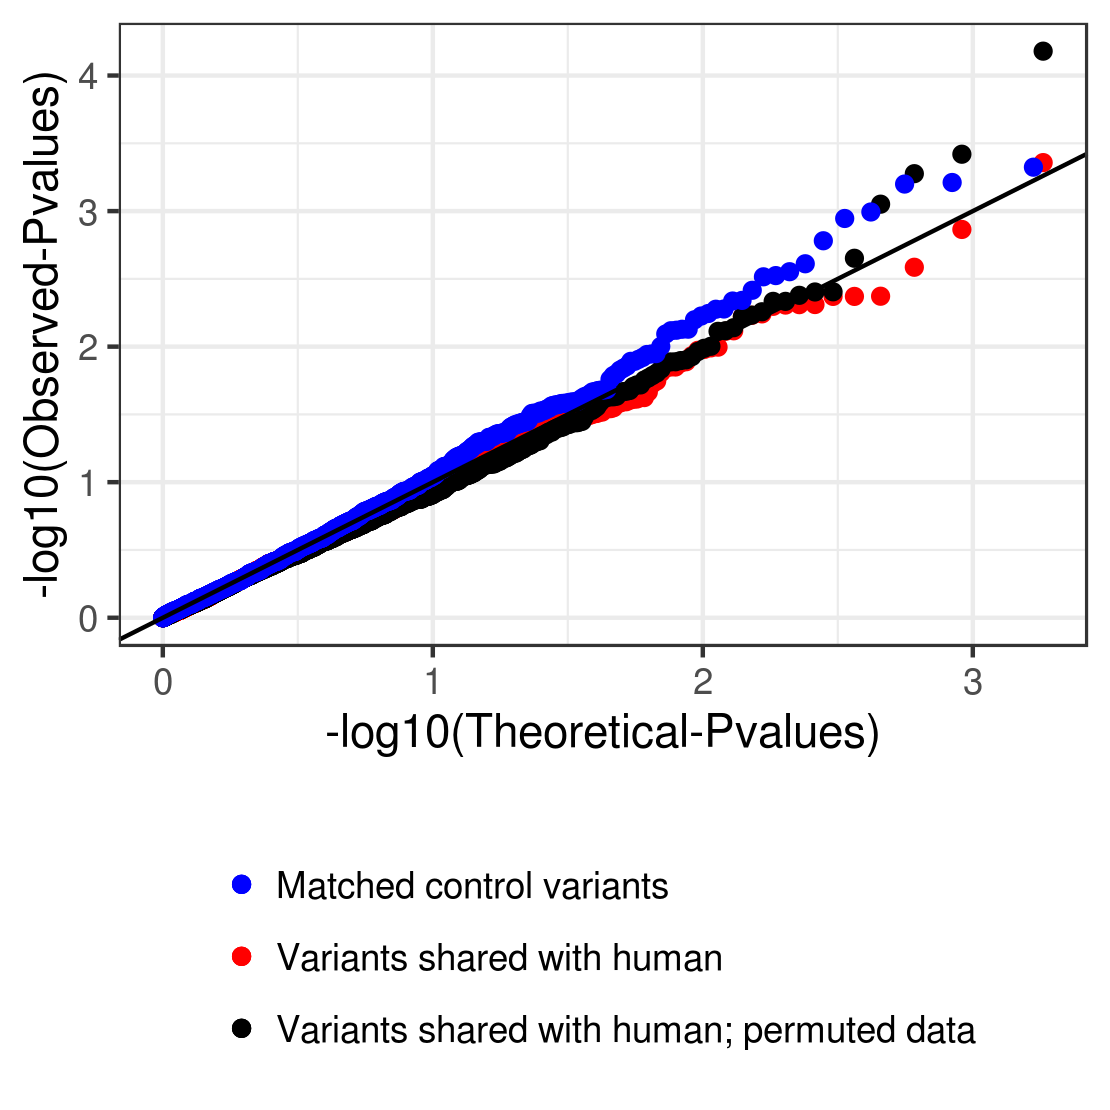 -log10(Observed-Pvalues)
4
3
2
1
0
0 1 2 3
-log10(Theoretical-Pvalues)
Matched control variants
Variants shared with human
Variants shared with human; permuted data